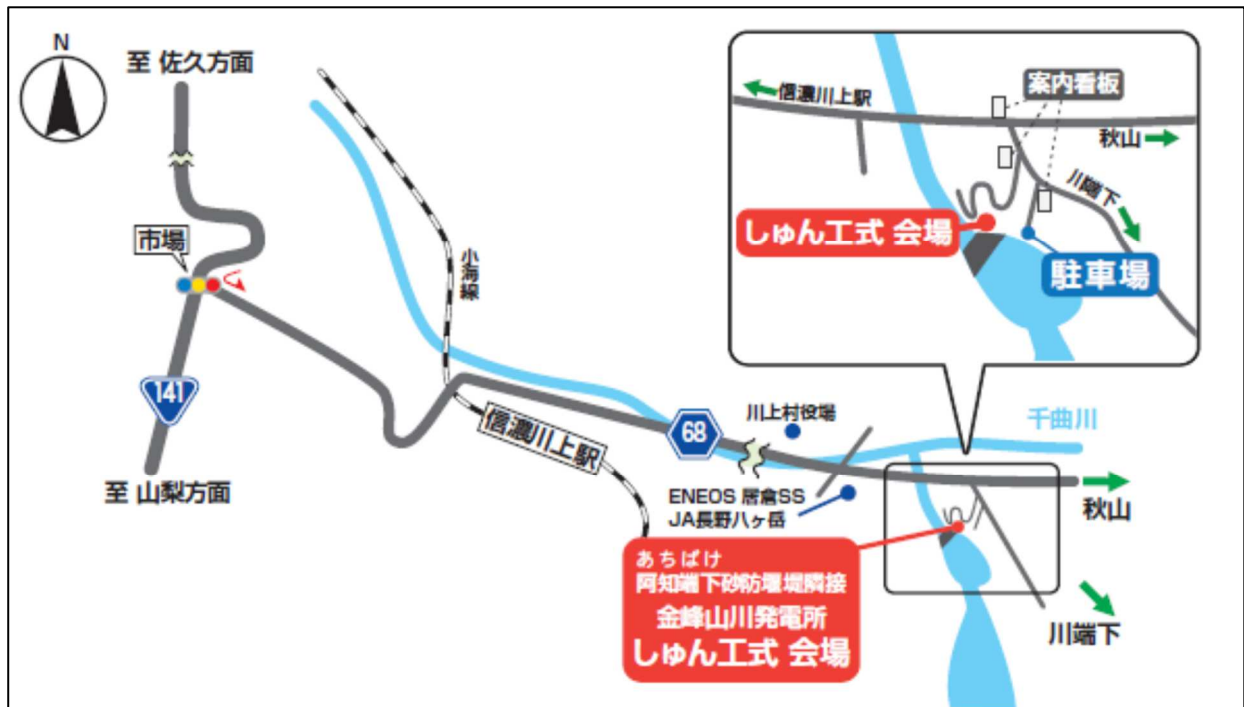 N
至 佐久方面
市場
141
至 山梨方面
小海線
信濃川上駅
68
川上村役場
ENEOS 居倉SS
JA長野八ヶ岳
千曲川
秋山
川端下
あちばけ
阿知端下砂防堰堤隣接
金峰山川発電所
しゅん工式 会場
信濃川上駅
案内看板
秋山
川端下
しゅん工式 会場
駐車場